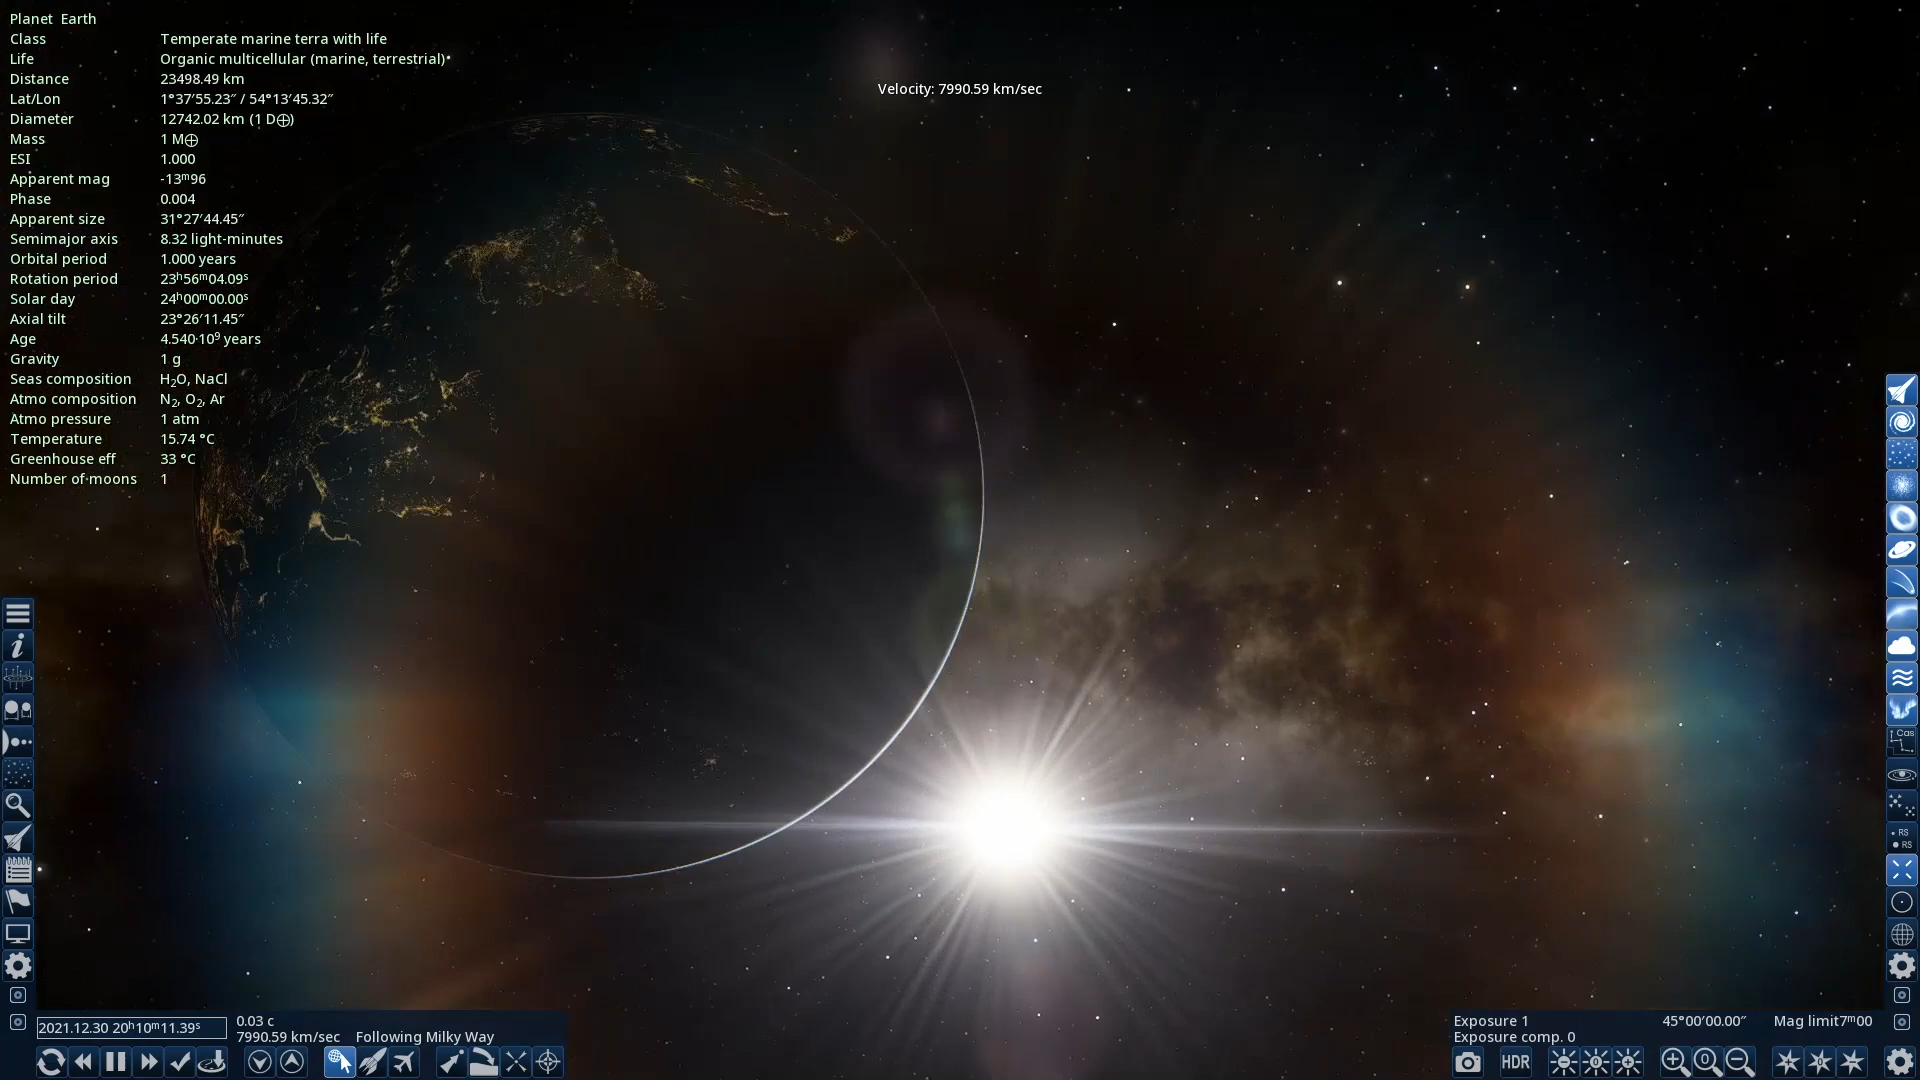 Planet Earth
Class Temperate marine terra with life
Life Organic multicellular (marine, terrestrial)
Distance 23498.49 km
Lat/Lon 1°37′55.23″ / 54°13′45.32″
Diameter 12742.02 km (1 D⊕)
Mass 1 M⊕
ESI 1.000
Apparent mag -13ᵐ96
Phase 0.004
Apparent size 31°27′44.45″
Semimajor axis 8.32 light-minutes
Orbital period 1.000 years
Rotation period 23ʰ56ᵐ04.09ˢ
Solar day 24ʰ00ᵐ00.00ˢ
Axial tilt 23°26′11.45″
Age 4.540·10⁹ years
Gravity 1 g
Seas composition H₂O, NaCl
Atmo composition N₂, O₂, Ar
Atmo pressure 1 atm
Temperature 15.74 °C
Greenhouse eff 33 °C
Number of moons 1
Velocity: 7990.59 km/sec
Cas
RS
RS
2021.12.30 20ʰ10ᵐ11.39ˢ
0.03 c
7990.59 km/sec Following Milky Way
Exposure 1 45°00′00.00″ Mag limit7ᵐ00
Exposure comp. 0
HDR
0